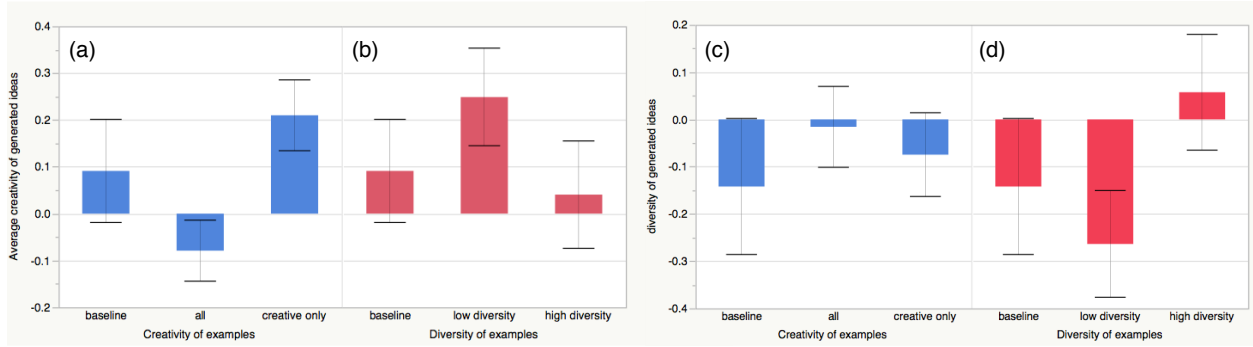 (a)
(b)
Average creativity of generated ideas
0.4
0.3
0.2
0.1
0.0
-0.1
-0.2
baseline all creative only baseline low diversity high diversity
Creativity of examples Diversity of examples
(c)
(d)
diversity of generated ideas
0.2
0.1
0.0
-0.1
-0.2
-0.3
-0.4
baseline all creative only baseline low diversity high diversity
Creativity of examples Diversity of examples